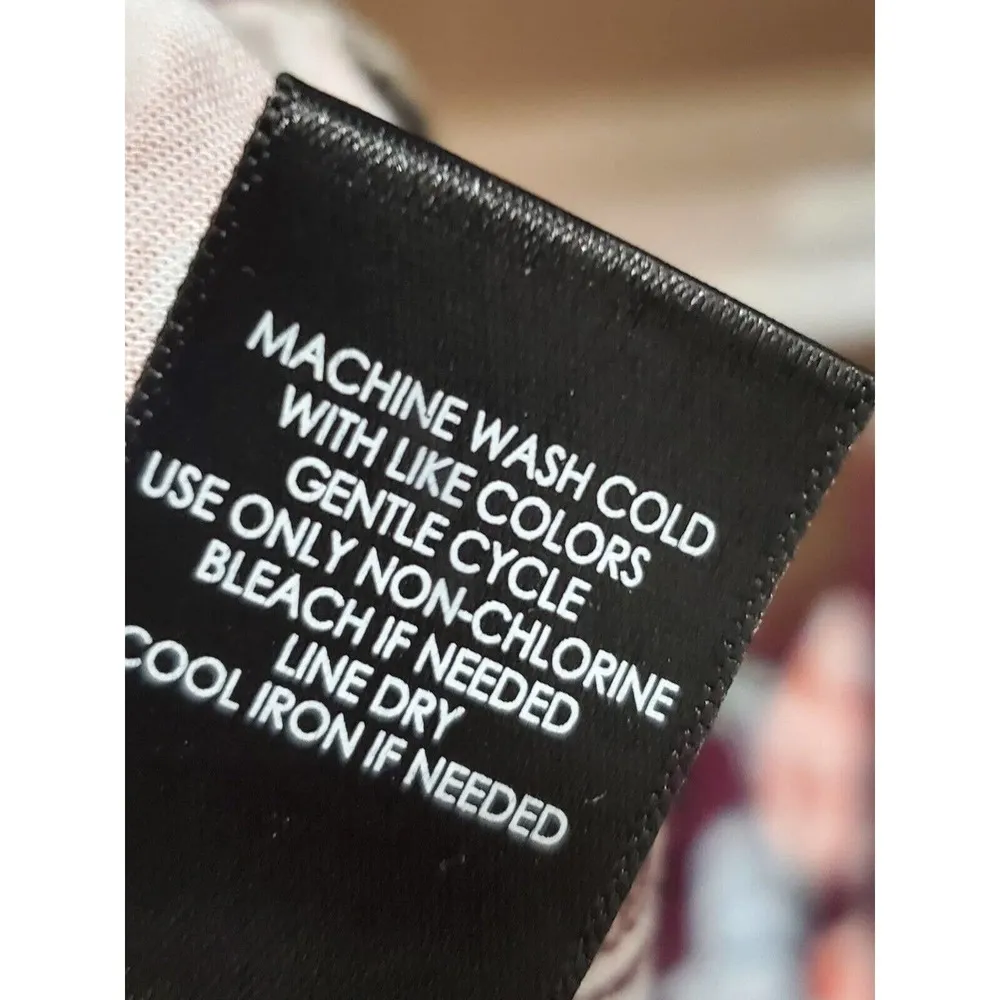 MACHINE WASH COLD
WITH LIKE COLORS
GENTLE CYCLE
USE ONLY NON-CHLORINE
BLEACH IF NEEDED
LINE DRY
COOL IRON IF NEEDED